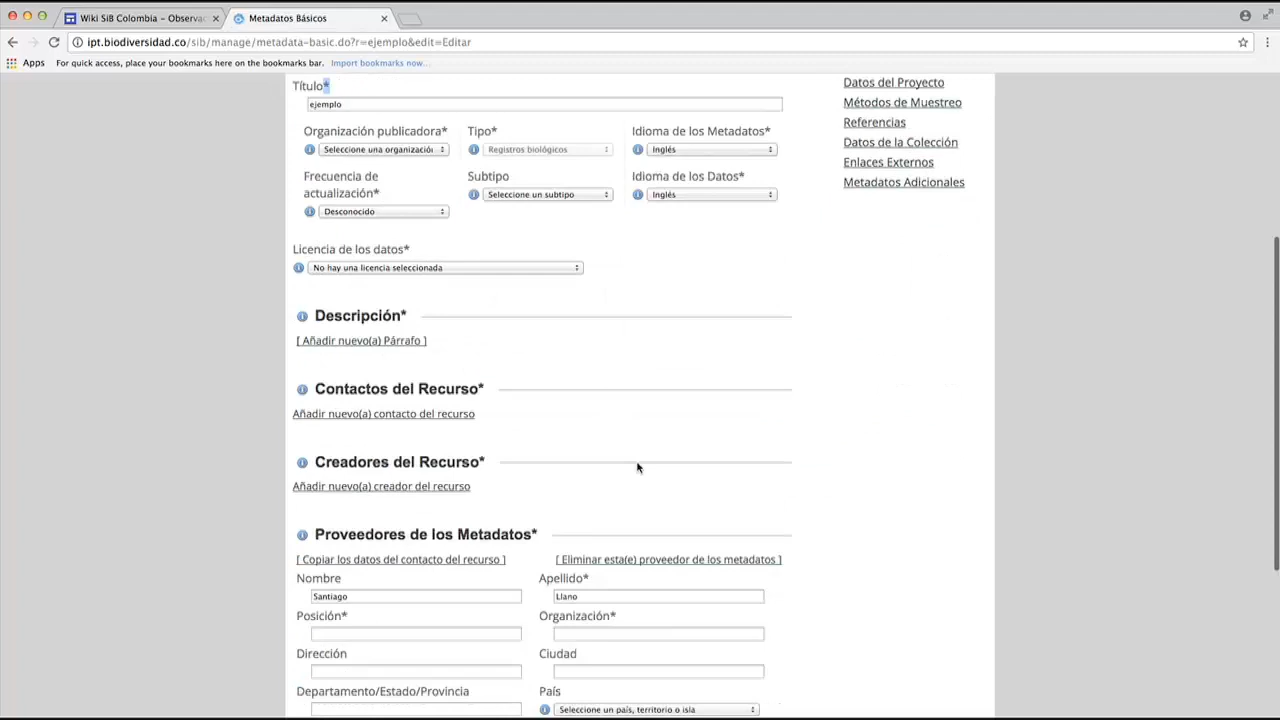 Wiki SiB Colombia – Observac
Metadatos Básicos
ipt.biodiversidad.co/sib/manage/metadata-basic.do?r=ejemplo&edit=Editar
Apps For quick access, place your bookmarks here on the bookmarks bar. Import bookmarks now...
Título*
ejemplo
Organización publicadora* Tipo* Idioma de los Metadatos*
Seleccione una organizació Registros biológicos Inglés
Frecuencia de actualización* Subtipo Idioma de los Datos*
Desconocido Seleccione un subtipo Inglés
Licencia de los datos*
No hay una licencia seleccionada
Descripción*
[ Añadir nuevo(a) Párrafo ]
Contactos del Recurso*
Añadir nuevo(a) contacto del recurso
Creadores del Recurso*
Añadir nuevo(a) creador del recurso
Proveedores de los Metadatos*
[ Copiar los datos del contacto del recurso ] [ Eliminar esta(e) proveedor de los metadatos ]
Nombre Apellido*
Santiago Llano
Posición* Organización*
Dirección Ciudad
Departamento/Estado/Provincia País
Seleccione un país, territorio o isla
Datos del Proyecto
Métodos de Muestreo
Referencias
Datos de la Colección
Enlaces Externos
Metadatos Adicionales